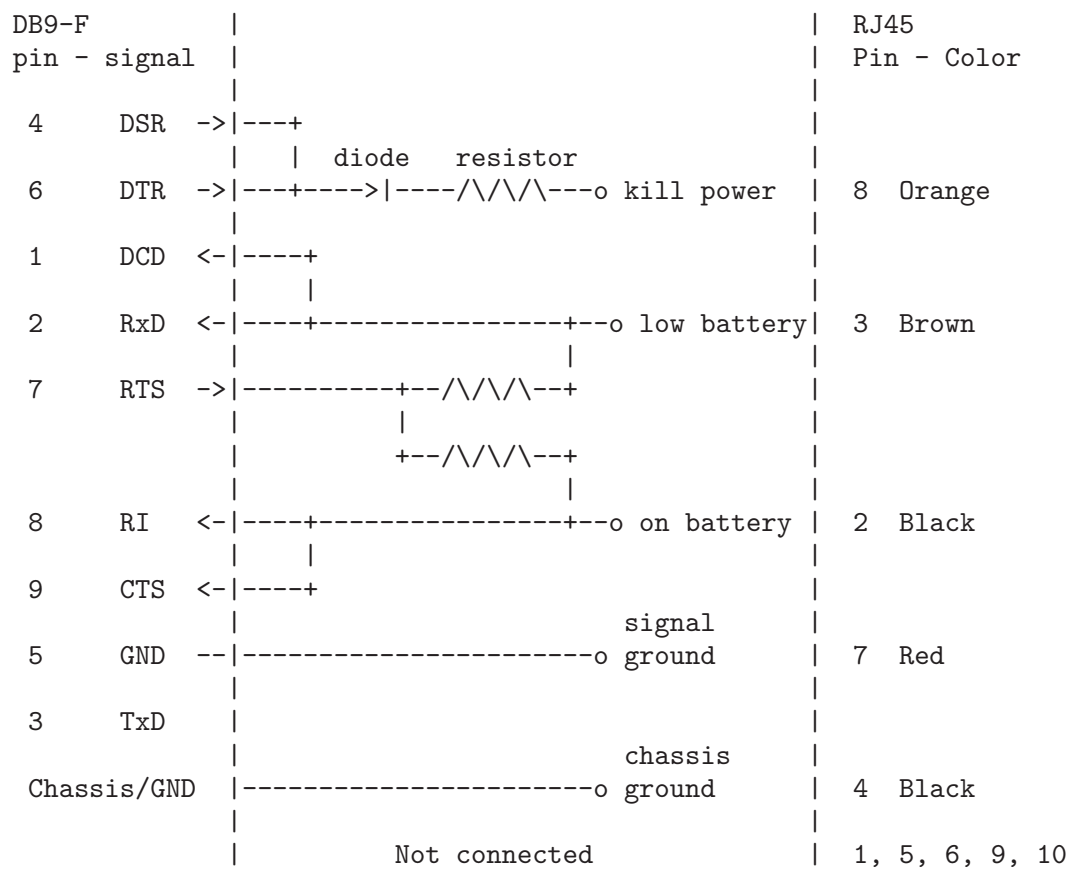 DB9-F | | RJ45
pin - signal | | Pin - Color
| |
4 DSR ->|---+ |
| | diode resistor |
6 DTR ->|---+---->|----/\/\/\---o kill power | 8 Orange
| |
1 DCD <-|----+ |
| | |
2 RxD <-|----+----------------+--o low battery| 3 Brown
| | |
7 RTS ->|----------+--/\/\/\--+ |
| | |
| +--/\/\/\--+ |
| | |
8 RI <-|----+----------------+--o on battery | 2 Black
| | |
9 CTS <-|----+ |
| signal |
5 GND --|-----------------------o ground | 7 Red
| |
3 TxD | |
| chassis |
Chassis/GND |-----------------------o ground | 4 Black
| |
| Not connected | 1, 5, 6, 9, 10